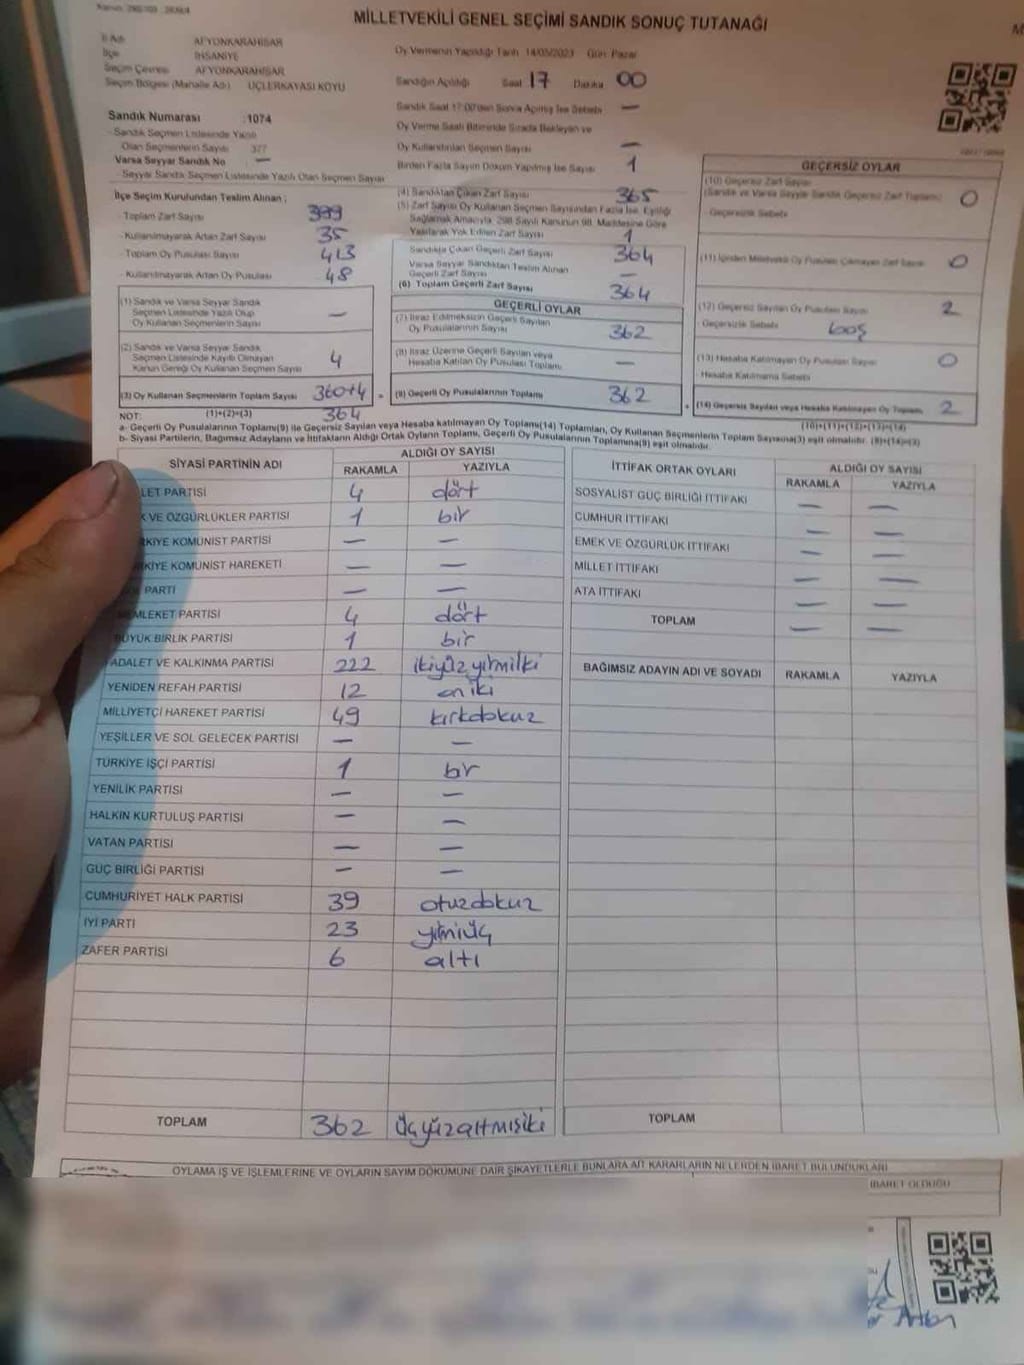 MİLLETVEKİLİ GENEL SEÇİMİ SANDIK SONUÇ TUTANAĞI
İl Adı AFYONKARAHİSAR
İlçe İHSANİYE
Seçim Çevresi AFYONKARAHİSAR
Seçim Bölgesi (Mahalle Adı) ÜÇLERKAYASI KOYU
Oy Vermenin Yapıldığı Tarih 14/05/2023 Gün: Pazar
Sandığın Açıldığı Saat 17 Dakika 00
Sandık Saat 17:00'den Sonra Açılmış İse Sebebi —
Oy Verme Saati Bitiminde Sırada Bekleyen ve
Oy Kullandırılan Seçmen Sayısı —
Birden Fazla Sayım Döküm Yapılmış İse Sayısı 1
Sandık Numarası :1074
Sandık Seçmen Listesinde Yazılı
Olan Seçmenlerin Sayısı 377
Varsa Seyyar Sandık No —
Seyyar Sandık Seçmen Listesinde Yazılı Olan Seçmen Sayısı
İlçe Seçim Kurulundan Teslim Alınan ;
- Toplam Zarf Sayısı 399
- Kullanılmayarak Artan Zarf Sayısı 35
- Toplam Oy Pusulası Sayısı 413
- Kullanılmayarak Artan Oy Pusulası 48
(1) Sandık ve Varsa Seyyar Sandık
Seçmen Listesinde Yazılı Olup
Oy Kullanan Seçmenlerin Sayısı —
(2) Sandık ve Varsa Seyyar Sandık
Seçmen Listesinde Kayıtlı Olmayan
Kanun Gereği Oy Kullanan Seçmen Sayısı 4
(3) Oy Kullanan Seçmenlerin Toplam Sayısı 360+4
(1)+(2)=(3) 364
(4) Sandıktan Çıkan Zarf Sayısı 365
(5) Zarf Sayısı Oy Kullanan Seçmen Sayısından Fazla İse, Eşitliği
Sağlamak Amacıyla, 298 Sayılı Kanunun 98. Maddesine Göre
Yakılarak Yok Edilen Zarf Sayısı 1
Sandıkta Çıkan Geçerli Zarf Sayısı 364
Varsa Seyyar Sandıktan Teslim Alınan
Geçerli Zarf Sayısı —
(6) Toplam Geçerli Zarf Sayısı 364
GEÇERLİ OYLAR
(7) İtiraz Edilmeksizin Geçerli Sayılan
Oy Pusulalarının Sayısı 362
(8) İtiraz Üzerine Geçerli Sayılan veya
Hesaba Katılan Oy Pusulası Toplamı —
(9) Geçerli Oy Pusulalarının Toplamı 362
GEÇERSİZ OYLAR
(10) Geçersiz Zarf Sayısı
(Sandık ve Varsa Seyyar Sandık Geçersiz Zarf Toplamı) 0
- Geçersizlik Sebebi
(11) İçinden Milletvekili Oy Pusulası Çıkmayan Zarf Sayısı 0
(12) Geçersiz Sayılan Oy Pusulası Sayısı 2
- Geçersizlik Sebebi boş
(13) Hesaba Katılmayan Oy Pusulası Sayısı 0
- Hesaba Katılmama Sebebi
(14) Geçersiz Sayılan veya Hesaba Katılmayan Oy Toplamı 2
(10)+(11)+(12)+(13)=(14)
NOT:
a- Geçerli Oy Pusulalarının Toplamı(9) ile Geçersiz Sayılan veya Hesaba Katılmayan Oy Toplamı(14) Toplamları, Oy Kullanan Seçmenlerin Toplam Sayısına(3) eşit olmalıdır. (9)+(14)=(3)
b- Siyasi Partilerin, Bağımsız Adayların ve İttifakların Aldığı Ortak Oyların Toplamı, Geçerli Oy Pusulalarının Toplamına(9) eşit olmalıdır.
SİYASİ PARTİNİN ADI ALDIĞI OY SAYISI
RAKAMLA YAZIYLA
LET PARTİSİ 4 dört
K VE ÖZGÜRLÜKLER PARTİSİ 1 bir
RKİYE KOMÜNİST PARTİSİ — —
RKİYE KOMÜNİST HAREKETİ — —
PARTİ — —
MEMLEKET PARTİSİ 4 dört
BÜYÜK BİRLİK PARTİSİ 1 bir
ADALET VE KALKINMA PARTİSİ 222 ikiyüzyirmiiki
YENİDEN REFAH PARTİSİ 12 oniki
MİLLİYETÇİ HAREKET PARTİSİ 49 kırkdokuz
YEŞİLLER VE SOL GELECEK PARTİSİ — —
TÜRKİYE İŞÇİ PARTİSİ 1 bir
YENİLİK PARTİSİ — —
HALKIN KURTULUŞ PARTİSİ — —
VATAN PARTİSİ — —
GÜÇ BİRLİĞİ PARTİSİ — —
CUMHURİYET HALK PARTİSİ 39 otuzdokuz
İYİ PARTİ 23 yirmiüç
ZAFER PARTİSİ 6 altı
TOPLAM 362 üçyüzaltmışiki
İTTİFAK ORTAK OYLARI ALDIĞI OY SAYISI
RAKAMLA YAZIYLA
SOSYALİST GÜÇ BİRLİĞİ İTTİFAKI — —
CUMHUR İTTİFAKI — —
EMEK VE ÖZGÜRLÜK İTTİFAKI — —
MİLLET İTTİFAKI — —
ATA İTTİFAKI — —
TOPLAM — —
BAĞIMSIZ ADAYIN ADI VE SOYADI RAKAMLA YAZIYLA
TOPLAM
OYLAMA İŞ VE İŞLEMLERİNE VE OYLARIN SAYIM DÖKÜMÜNE DAİR ŞİKAYETLERLE BUNLARA AİT KARARLARIN NELERDEN İBARET BULUNDUKLARI
İBARET OLDUĞU